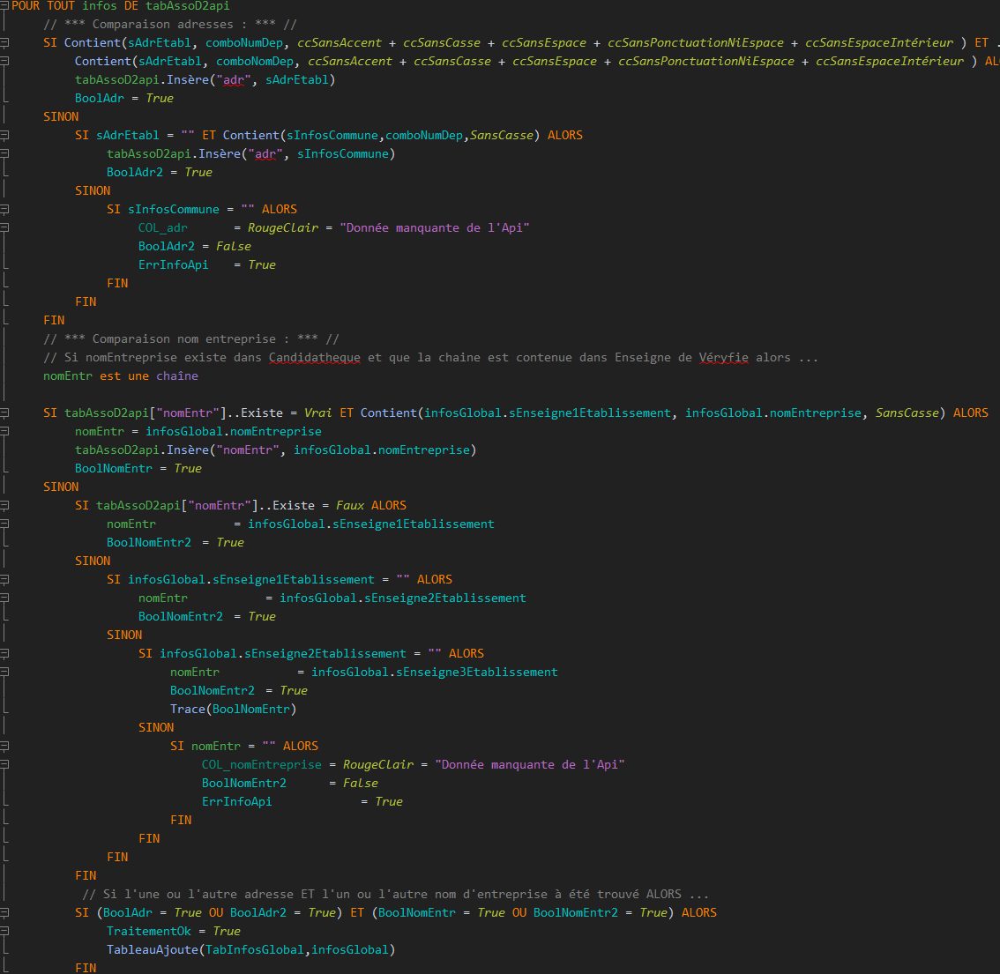 POUR TOUT infos DE tabAssoD2api
// *** Comparaison adresses : *** //
SI Contient(sAdrEtabl, comboNumDep, ccSansAccent + ccSansCasse + ccSansEspace + ccSansPonctuationNiEspace + ccSansEspaceIntérieur ) ET .
Contient(sAdrEtabl, comboNomDep, ccSansAccent + ccSansCasse + ccSansEspace + ccSansPonctuationNiEspace + ccSansEspaceIntérieur ) AL
tabAssoD2api.Insère("adr", sAdrEtabl)
BoolAdr = True
SINON
SI sAdrEtabl = "" ET Contient(sInfosCommune,comboNumDep,SansCasse) ALORS
tabAssoD2api.Insère("adr", sInfosCommune)
BoolAdr2 = True
SINON
SI sInfosCommune = "" ALORS
COL_adr = RougeClair = "Donnée manquante de l'Api"
BoolAdr2 = False
ErrInfoApi = True
FIN
FIN
FIN
// *** Comparaison nom entreprise : *** //
// Si nomEntreprise existe dans Candidatheque et que la chaine est contenue dans Enseigne de Véryfie alors ...
nomEntr est une chaîne
SI tabAssoD2api["nomEntr"]..Existe = Vrai ET Contient(infosGlobal.sEnseigne1Etablissement, infosGlobal.nomEntreprise, SansCasse) ALORS
nomEntr = infosGlobal.nomEntreprise
tabAssoD2api.Insère("nomEntr", infosGlobal.nomEntreprise)
BoolNomEntr = True
SINON
SI tabAssoD2api["nomEntr"]..Existe = Faux ALORS
nomEntr = infosGlobal.sEnseigne1Etablissement
BoolNomEntr2 = True
SINON
SI infosGlobal.sEnseigne1Etablissement = "" ALORS
nomEntr = infosGlobal.sEnseigne2Etablissement
BoolNomEntr2 = True
SINON
SI infosGlobal.sEnseigne2Etablissement = "" ALORS
nomEntr = infosGlobal.sEnseigne3Etablissement
BoolNomEntr2 = True
Trace(BoolNomEntr)
SINON
SI nomEntr = "" ALORS
COL_nomEntreprise = RougeClair = "Donnée manquante de l'Api"
BoolNomEntr2 = False
ErrInfoApi = True
FIN
FIN
FIN
FIN
// Si l'une ou l'autre adresse ET l'un ou l'autre nom d'entreprise à été trouvé ALORS ...
SI (BoolAdr = True OU BoolAdr2 = True) ET (BoolNomEntr = True OU BoolNomEntr2 = True) ALORS
TraitementOk = True
TableauAjoute(TabInfosGlobal,infosGlobal)
FIN